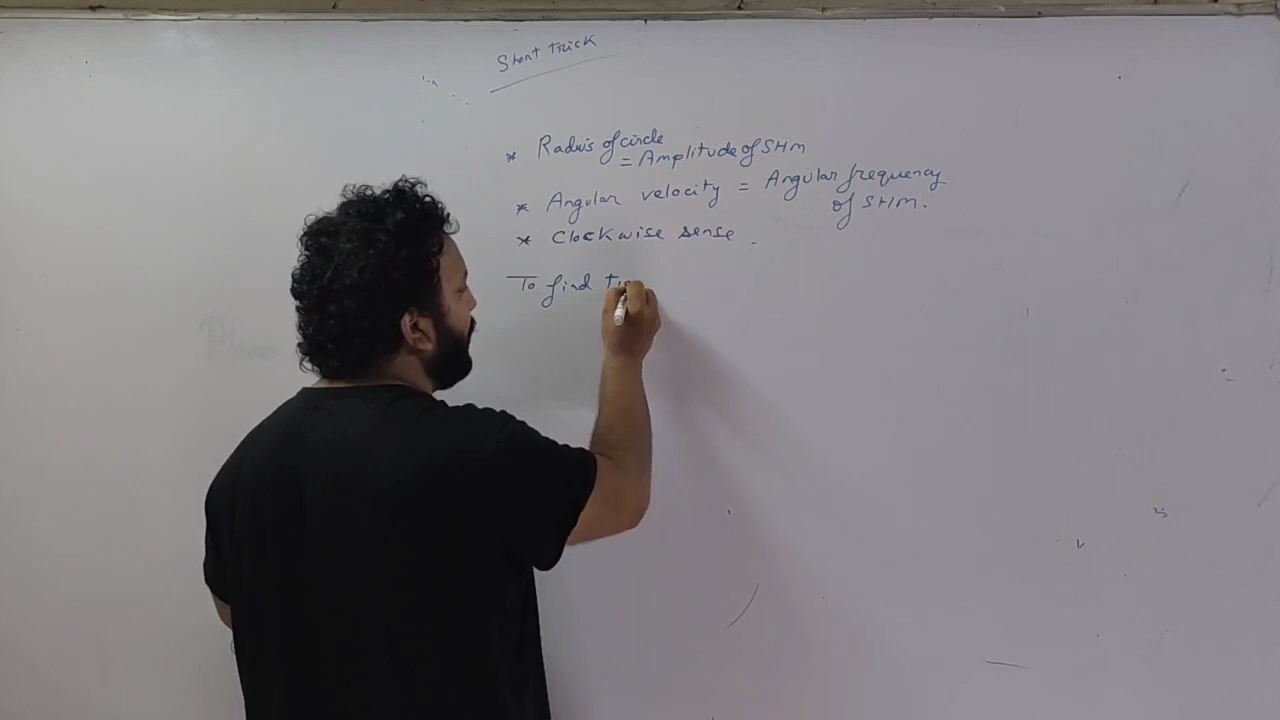 Short trick
* Radius of circle
= Amplitude of SHM
* Angular velocity = Angular frequency
of SHM.
* Clockwise sense.
To find